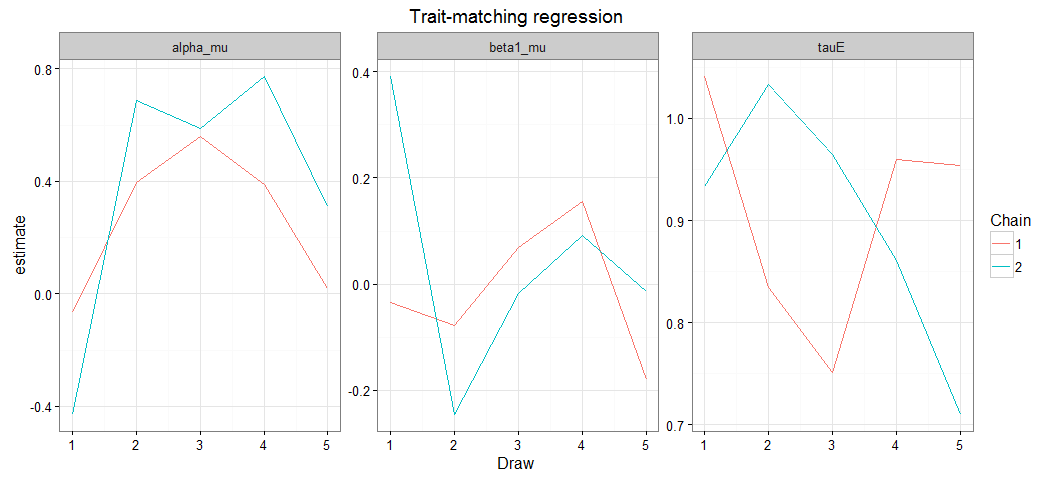 Trait-matching regression
alpha_mu
beta1_mu
tauE
estimate
0.8
0.4
0.0
-0.4
1 2 3 4 5
0.4
0.2
0.0
-0.2
1 2 3 4 5
1.0
0.9
0.8
0.7
1 2 3 4 5
Draw
Chain
1
2